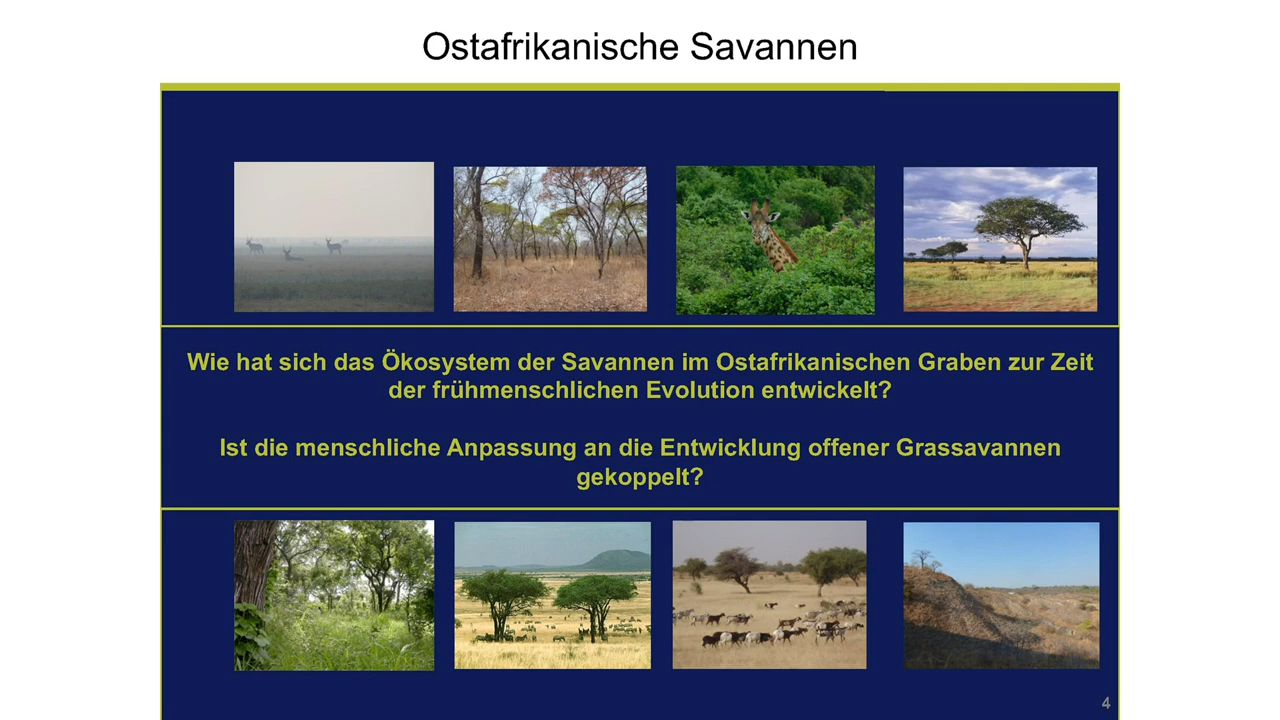 Ostafrikanische Savannen
Wie hat sich das Ökosystem der Savannen im Ostafrikanischen Graben zur Zeit
der frühmenschlichen Evolution entwickelt?
Ist die menschliche Anpassung an die Entwicklung offener Grassavannen
gekoppelt?
4